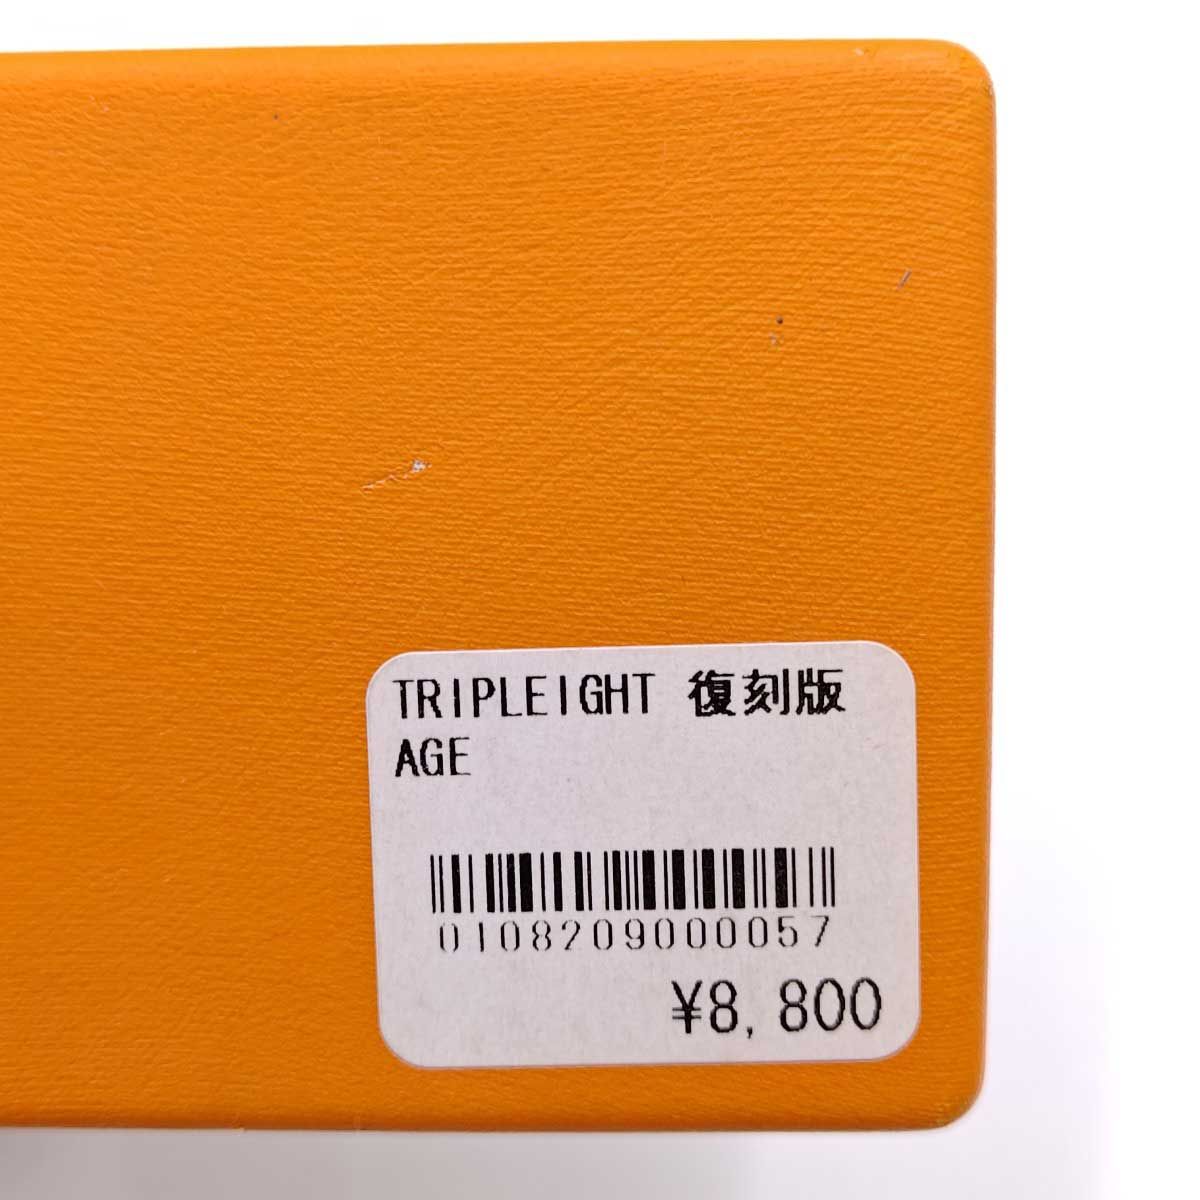 TRIPLEIGHT 復刻版
AGE
0108209000057
¥8,800